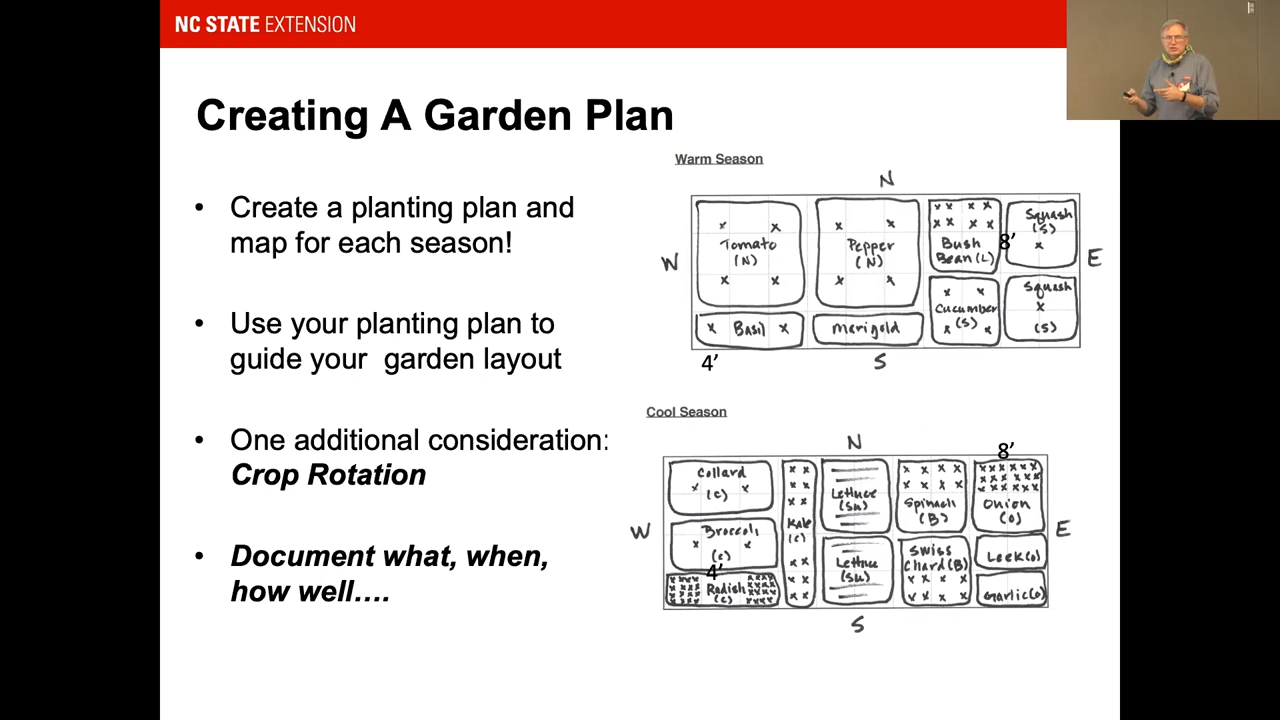 NC STATE EXTENSION
Creating A Garden Plan
• Create a planting plan and
map for each season!
• Use your planting plan to
guide your garden layout
• One additional consideration:
Crop Rotation
• Document what, when,
how well….
Warm Season
N
W
E
S
Tomato
(N)
Pepper
(N)
Bush
Bean (L)
8’
Squash
(S)
Basil
Marigold
Cucumber
(S)
Squash
(S)
4’
Cool Season
N
8’
W
E
S
Collard
(C)
Broccoli
(C)
4’
Radish
(C)
Kale
(C)
Lettuce
(SU)
Lettuce
(SU)
Spinach
(B)
Swiss
Chard (B)
Onion
(O)
Leek (O)
Garlic (O)